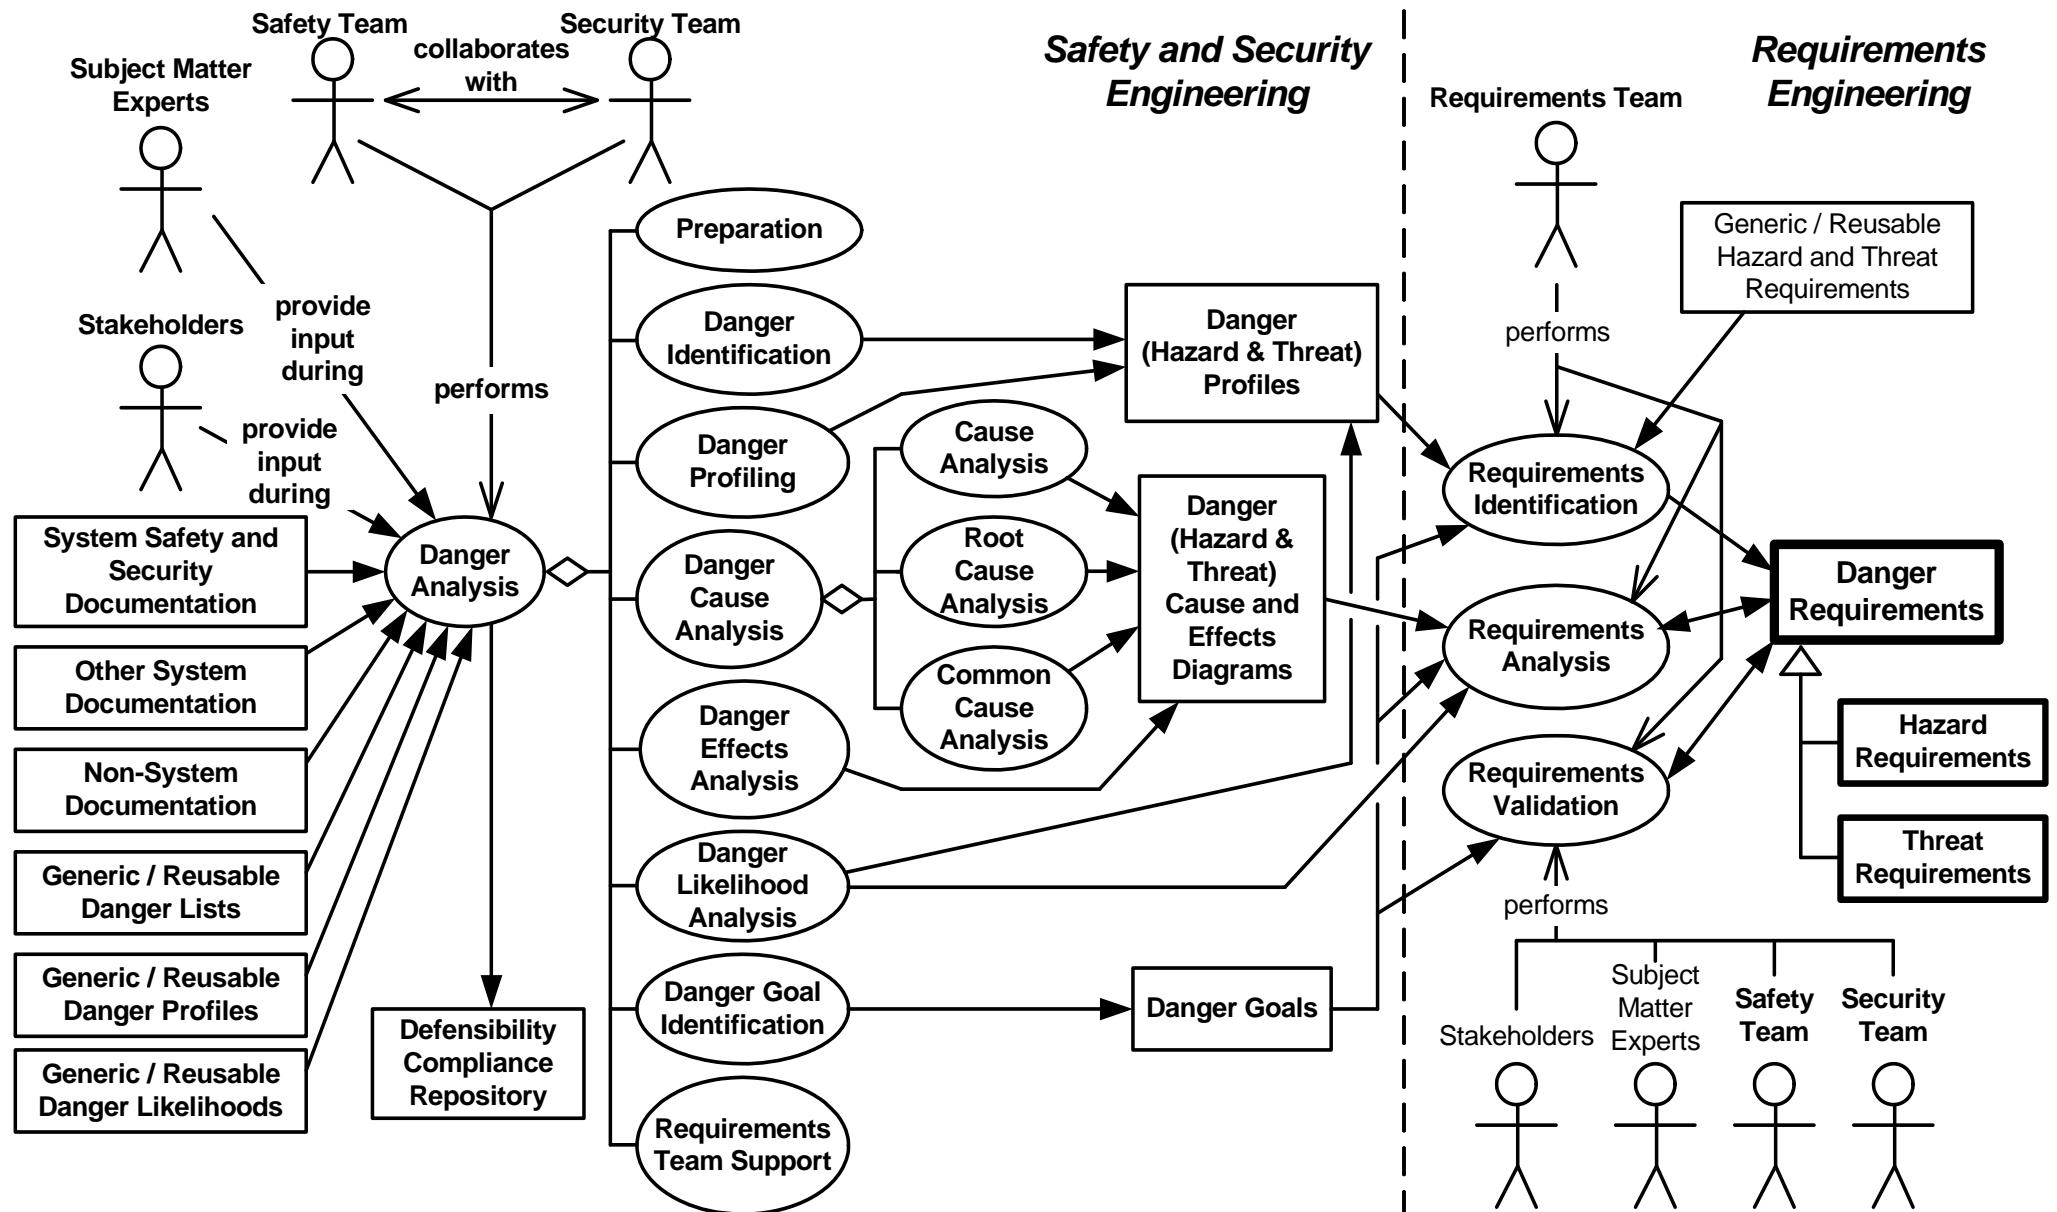 Safety Team
Security Team
collaborates
with
Subject Matter
Experts
Safety and Security
Engineering
Requirements
Engineering
Requirements Team
Preparation
Generic / Reusable
Hazard and Threat
Requirements
provide
input
during
Stakeholders
Danger
Identification
Danger
(Hazard & Threat)
Profiles
performs
performs
provide
input
during
Danger
Profiling
Cause
Analysis
Requirements
Identification
System Safety and
Security
Documentation
Danger
Analysis
Danger
Cause
Analysis
Root
Cause
Analysis
Danger
(Hazard &
Threat)
Cause and
Effects
Diagrams
Danger
Requirements
Requirements
Analysis
Other System
Documentation
Common
Cause
Analysis
Danger
Effects
Analysis
Hazard
Requirements
Non-System
Documentation
Requirements
Validation
Threat
Requirements
Generic / Reusable
Danger Lists
Danger
Likelihood
Analysis
performs
Generic / Reusable
Danger Profiles
Danger Goal
Identification
Danger Goals
Stakeholders
Subject
Matter
Experts
Safety
Team
Security
Team
Defensibility
Compliance
Repository
Generic / Reusable
Danger Likelihoods
Requirements
Team Support